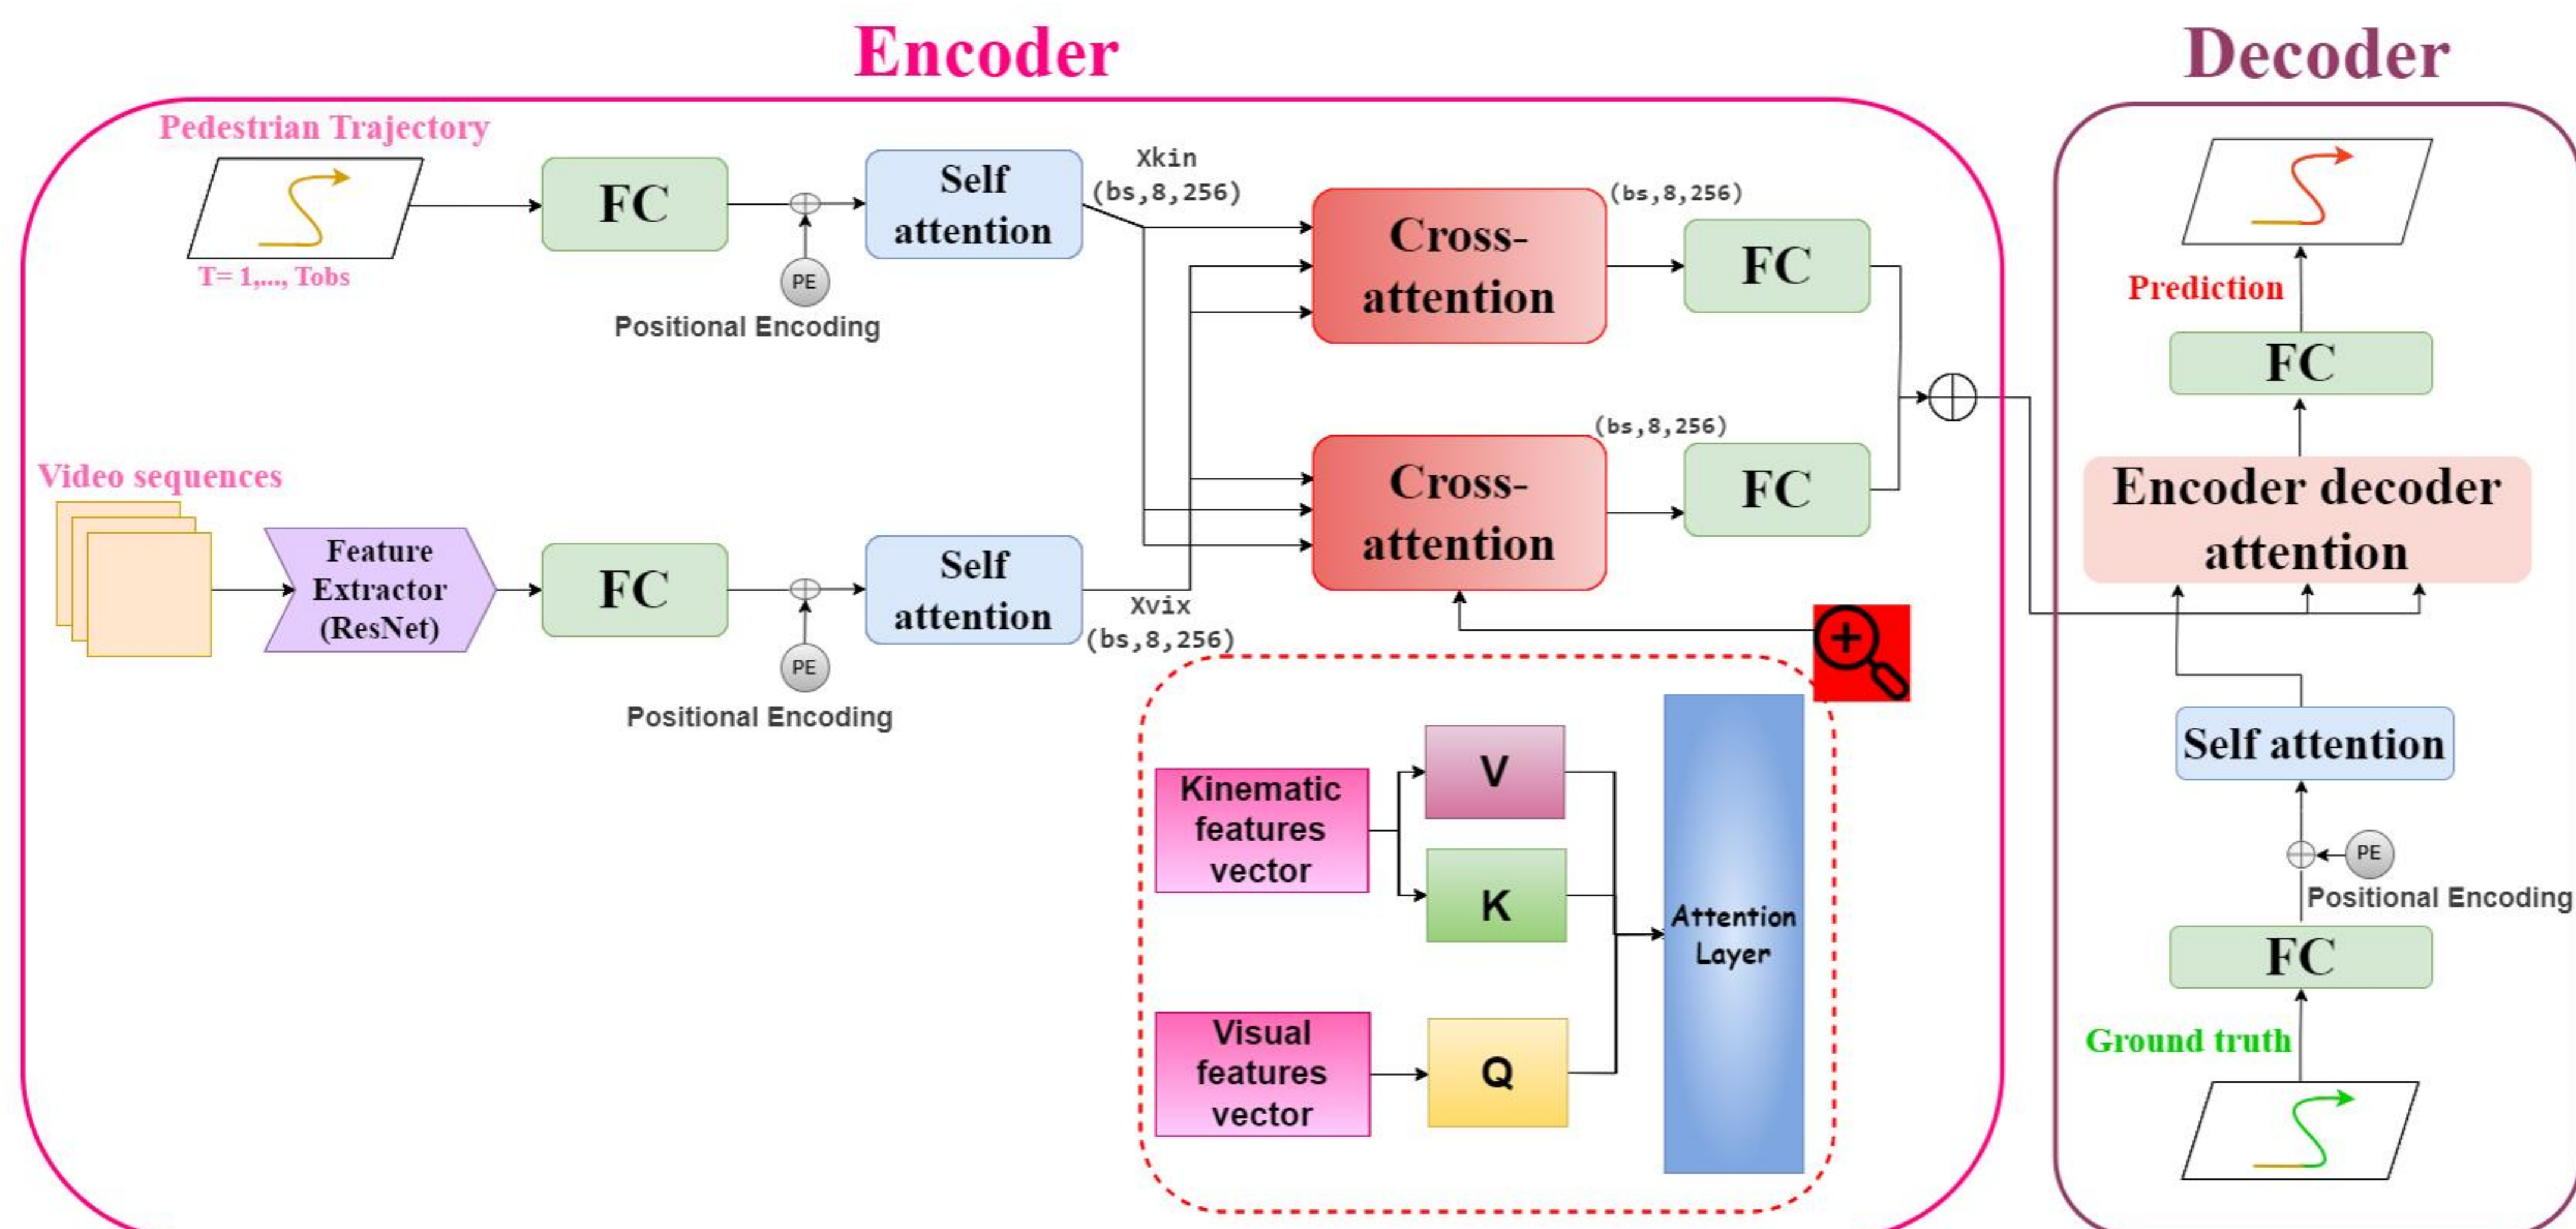 Encoder
Decoder
Pedestrian Trajectory
T= 1,..., Tobs
FC
PE
Positional Encoding
Self
attention
Xkin
(bs,8,256)
Cross-
attention
(bs,8,256)
FC
Video sequences
Feature
Extractor
(ResNet)
FC
PE
Positional Encoding
Self
attention
Xvix
(bs,8,256)
Cross-
attention
(bs,8,256)
FC
Kinematic
features
vector
V
K
Visual
features
vector
Q
Attention
Layer
Prediction
FC
Encoder decoder
attention
Self attention
PE
Positional Encoding
FC
Ground truth